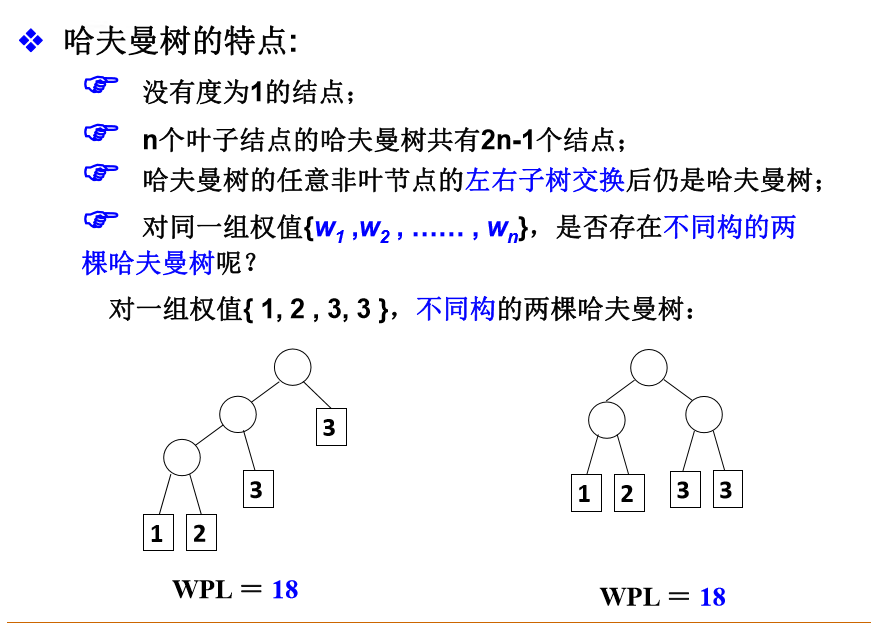 ❖ 哈夫曼树的特点:
☞ 没有度为1的结点；
☞ n个叶子结点的哈夫曼树共有2n-1个结点；
☞ 哈夫曼树的任意非叶节点的左右子树交换后仍是哈夫曼树；
☞ 对同一组权值{w1 ,w2 , …… , wn}，是否存在不同构的两
棵哈夫曼树呢？
对一组权值{ 1, 2 , 3, 3 }，不同构的两棵哈夫曼树：
3
3
1 2
WPL ＝ 18
1 2 3 3
WPL ＝ 18